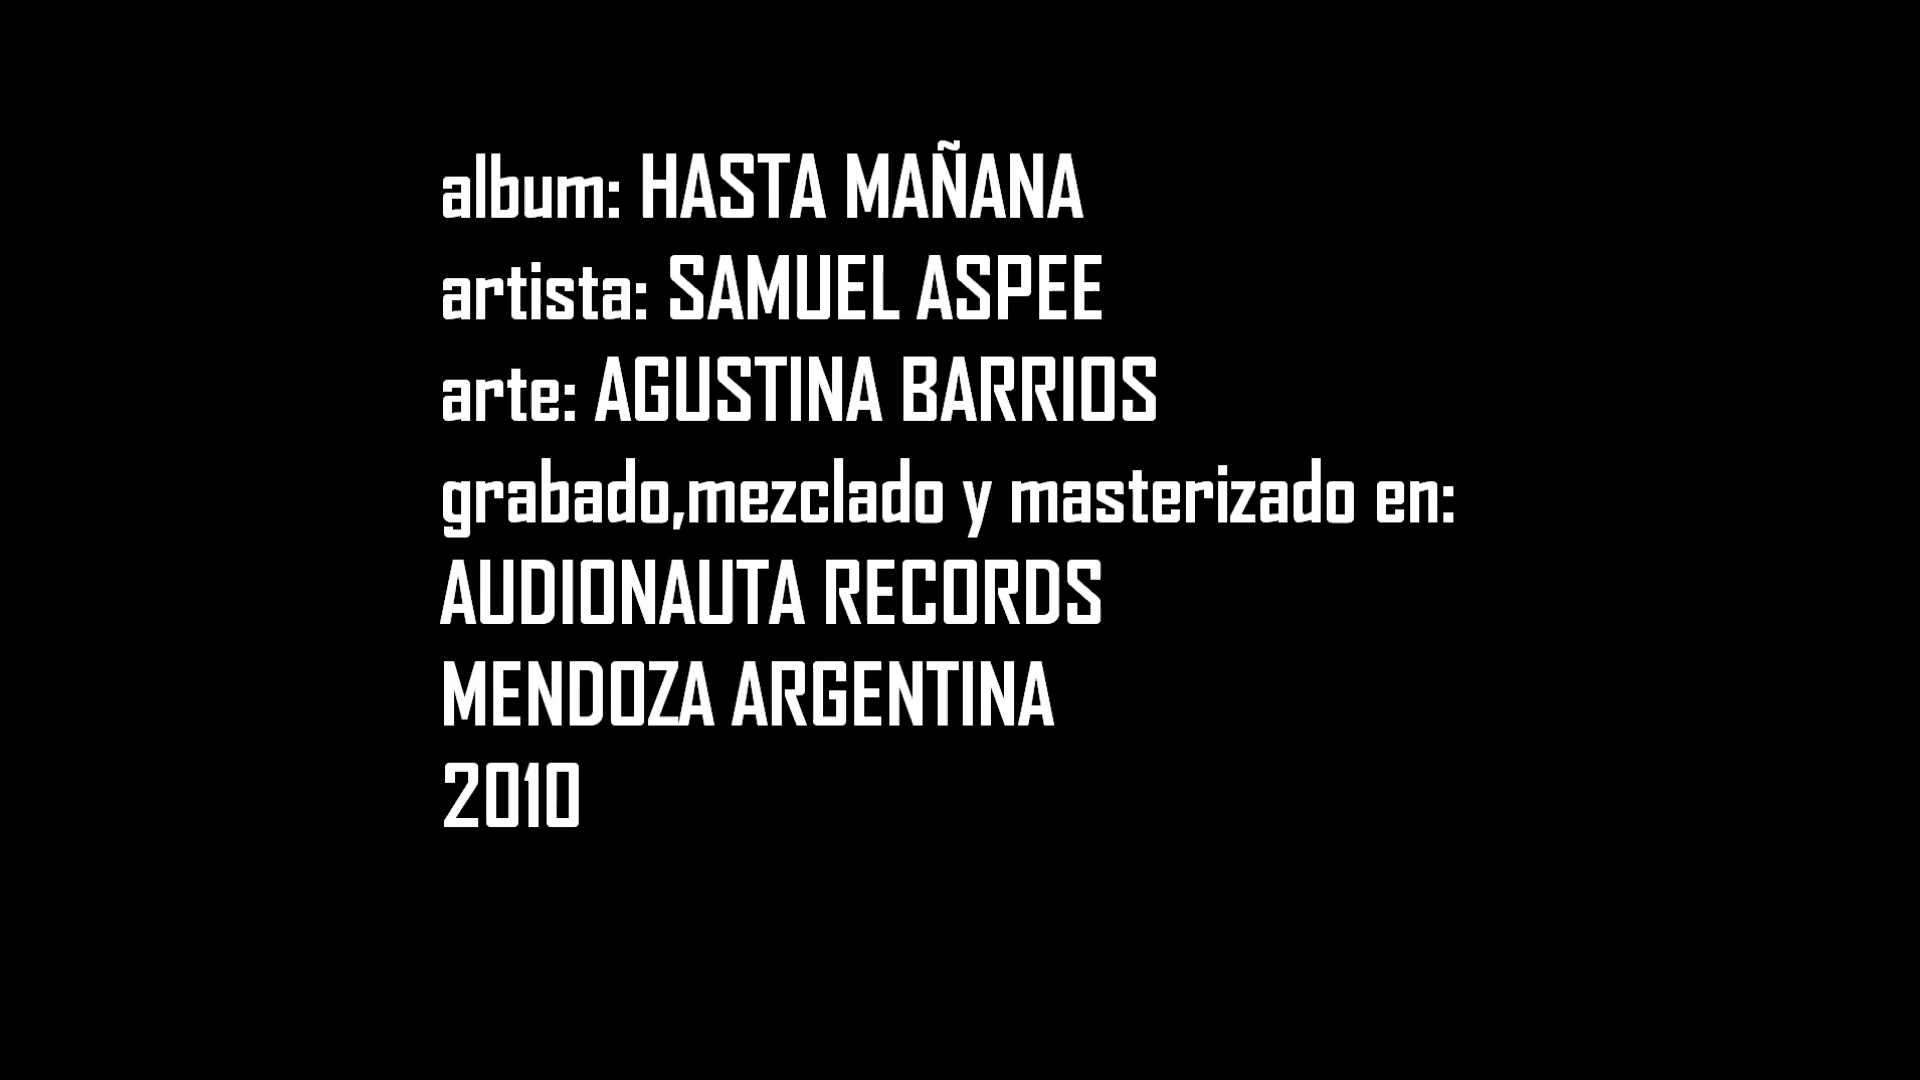 album: HASTA MAÑANA
artista: SAMUEL ASPEE
arte: AGUSTINA BARRIOS
grabado,mezclado y masterizado en:
AUDIONAUTA RECORDS
MENDOZA ARGENTINA
2010